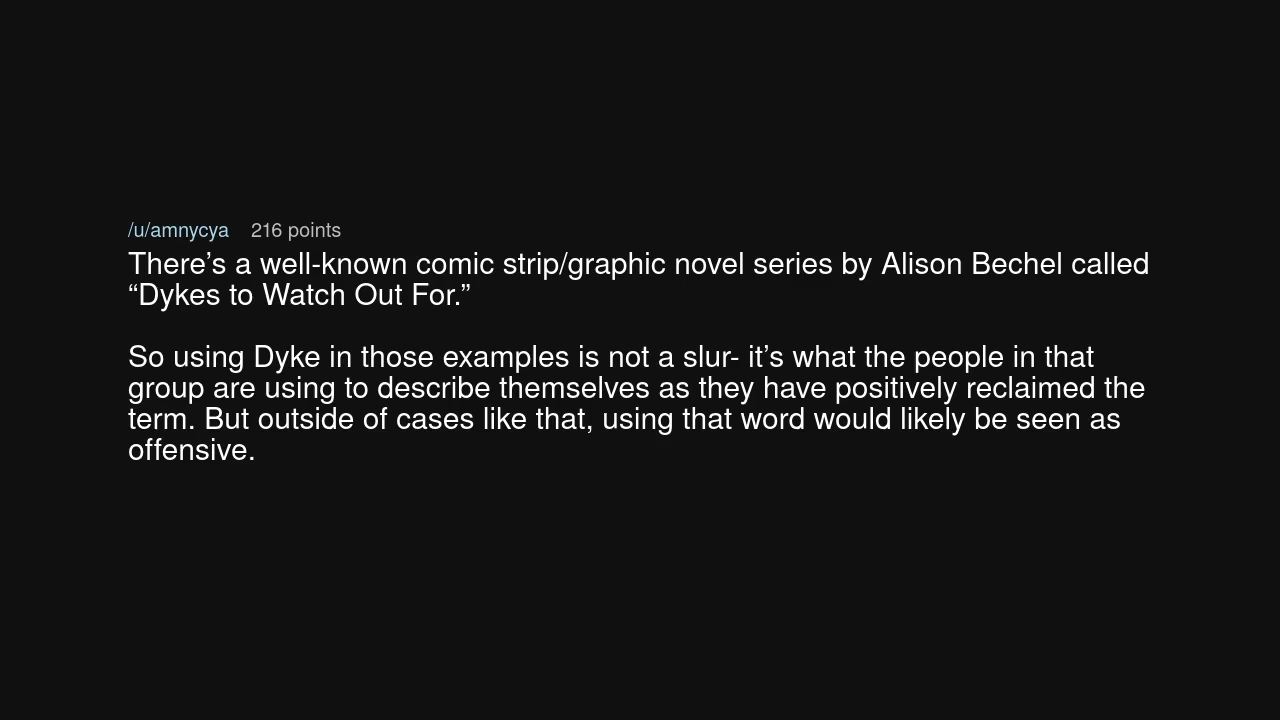 /u/amnycya 216 points
There’s a well-known comic strip/graphic novel series by Alison Bechel called
“Dykes to Watch Out For.”
So using Dyke in those examples is not a slur- it’s what the people in that
group are using to describe themselves as they have positively reclaimed the
term. But outside of cases like that, using that word would likely be seen as
offensive.